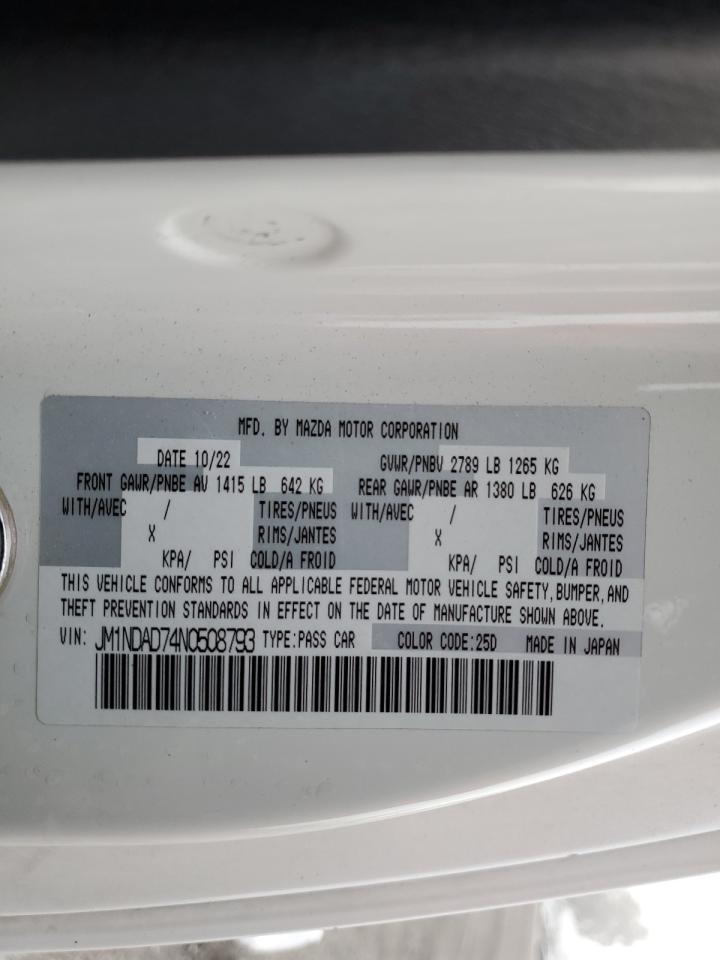 MFD. BY MAZDA MOTOR CORPORATION
DATE 10/22 GVWR/PNBV 2789 LB 1265 KG
FRONT GAWR/PNBE AV 1415 LB 642 KG REAR GAWR/PNBE AR 1380 LB 626 KG
WITH/AVEC / TIRES/PNEUS WITH/AVEC / TIRES/PNEUS
X RIMS/JANTES X RIMS/JANTES
KPA/ PSI COLD/A FROID KPA/ PSI COLD/A FROID
THIS VEHICLE CONFORMS TO ALL APPLICABLE FEDERAL MOTOR VEHICLE SAFETY,BUMPER,AND
THEFT PREVENTION STANDARDS IN EFFECT ON THE DATE OF MANUFACTURE SHOWN ABOVE.
VIN: JM1NDAD74N0508793 TYPE:PASS CAR COLOR CODE:25D MADE IN JAPAN